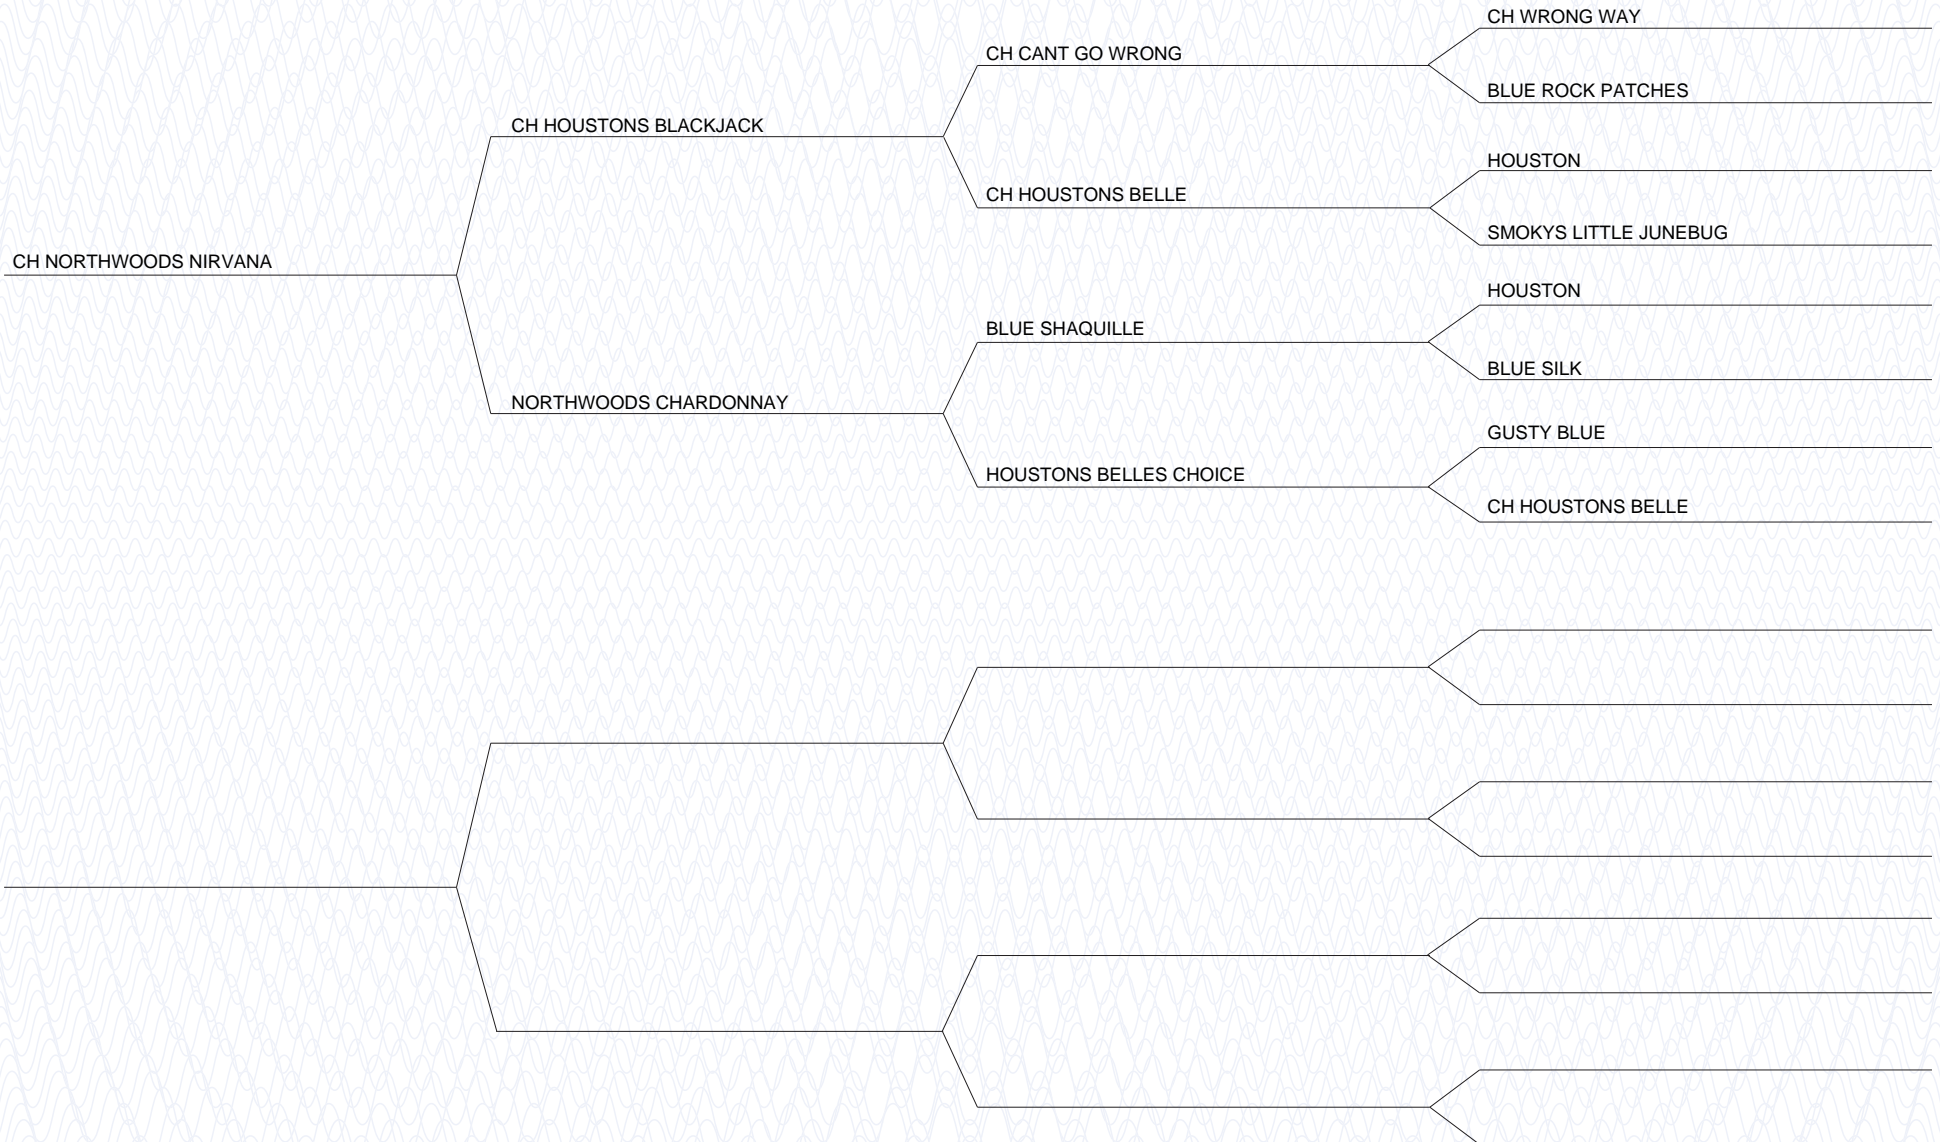 CH WRONG WAY
CH CANT GO WRONG
BLUE ROCK PATCHES
CH HOUSTONS BLACKJACK
HOUSTON
CH HOUSTONS BELLE
SMOKYS LITTLE JUNEBUG
CH NORTHWOODS NIRVANA
HOUSTON
BLUE SHAQUILLE
BLUE SILK
NORTHWOODS CHARDONNAY
GUSTY BLUE
HOUSTONS BELLES CHOICE
CH HOUSTONS BELLE